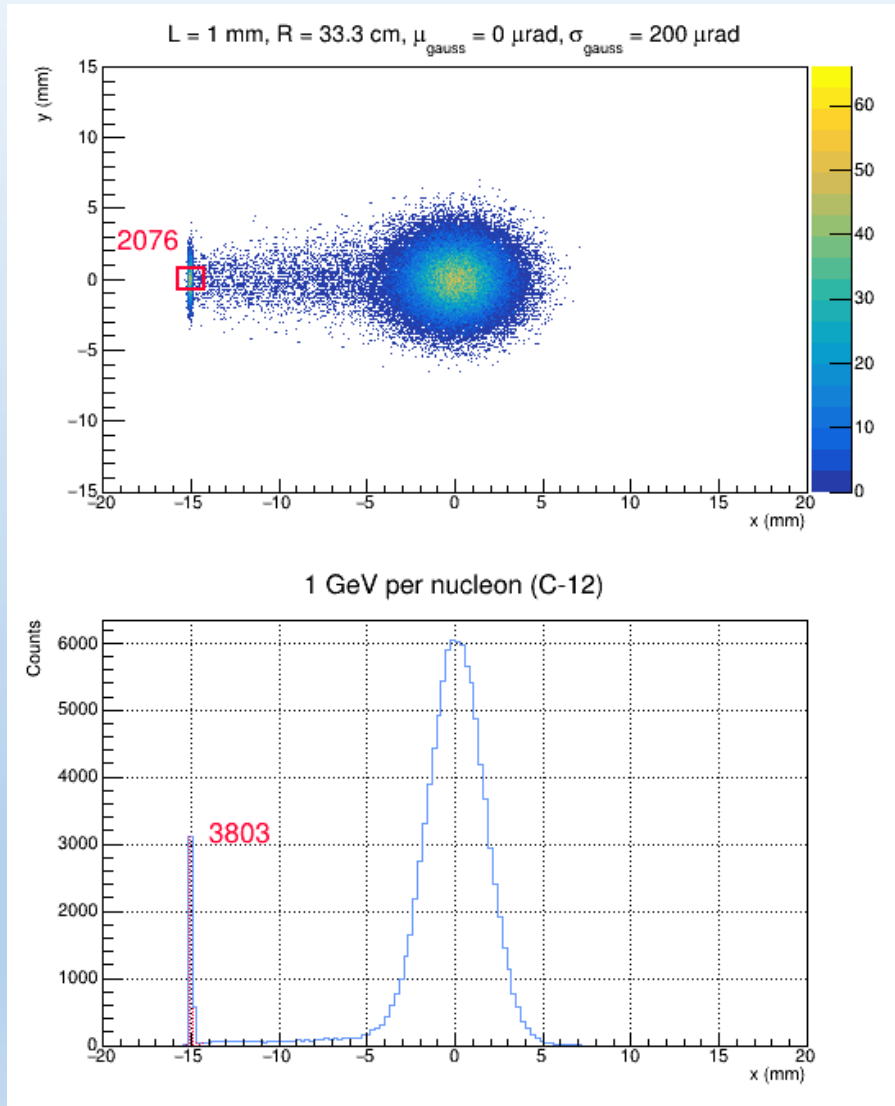 L = 1 mm, R = 33.3 cm, μgauss = 0 μrad, σgauss = 200 μrad
y (mm)
15
10
5
0
−5
−10
−15
2076
60
50
40
30
20
10
0
−20 −15 −10 −5 0 5 10 15 20
x (mm)
1 GeV per nucleon (C-12)
Counts
6000
5000
4000
3000
2000
1000
0
3803
−20 −15 −10 −5 0 5 10 15 20
x (mm)